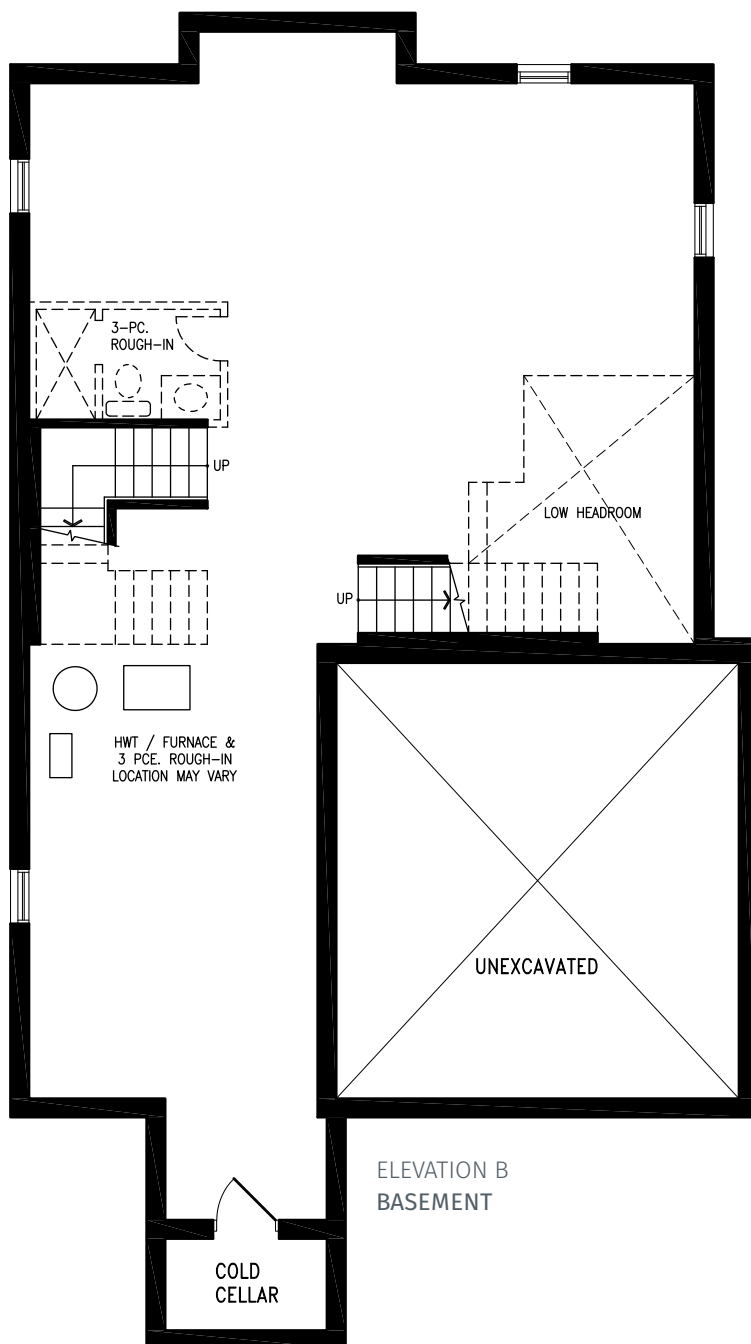 3-PC.
ROUGH-IN
UP
LOW HEADROOM
UP
HWT / FURNACE &
3 PCE. ROUGH-IN
LOCATION MAY VARY
UNEXCAVATED
ELEVATION B
BASEMENT
COLD
CELLAR